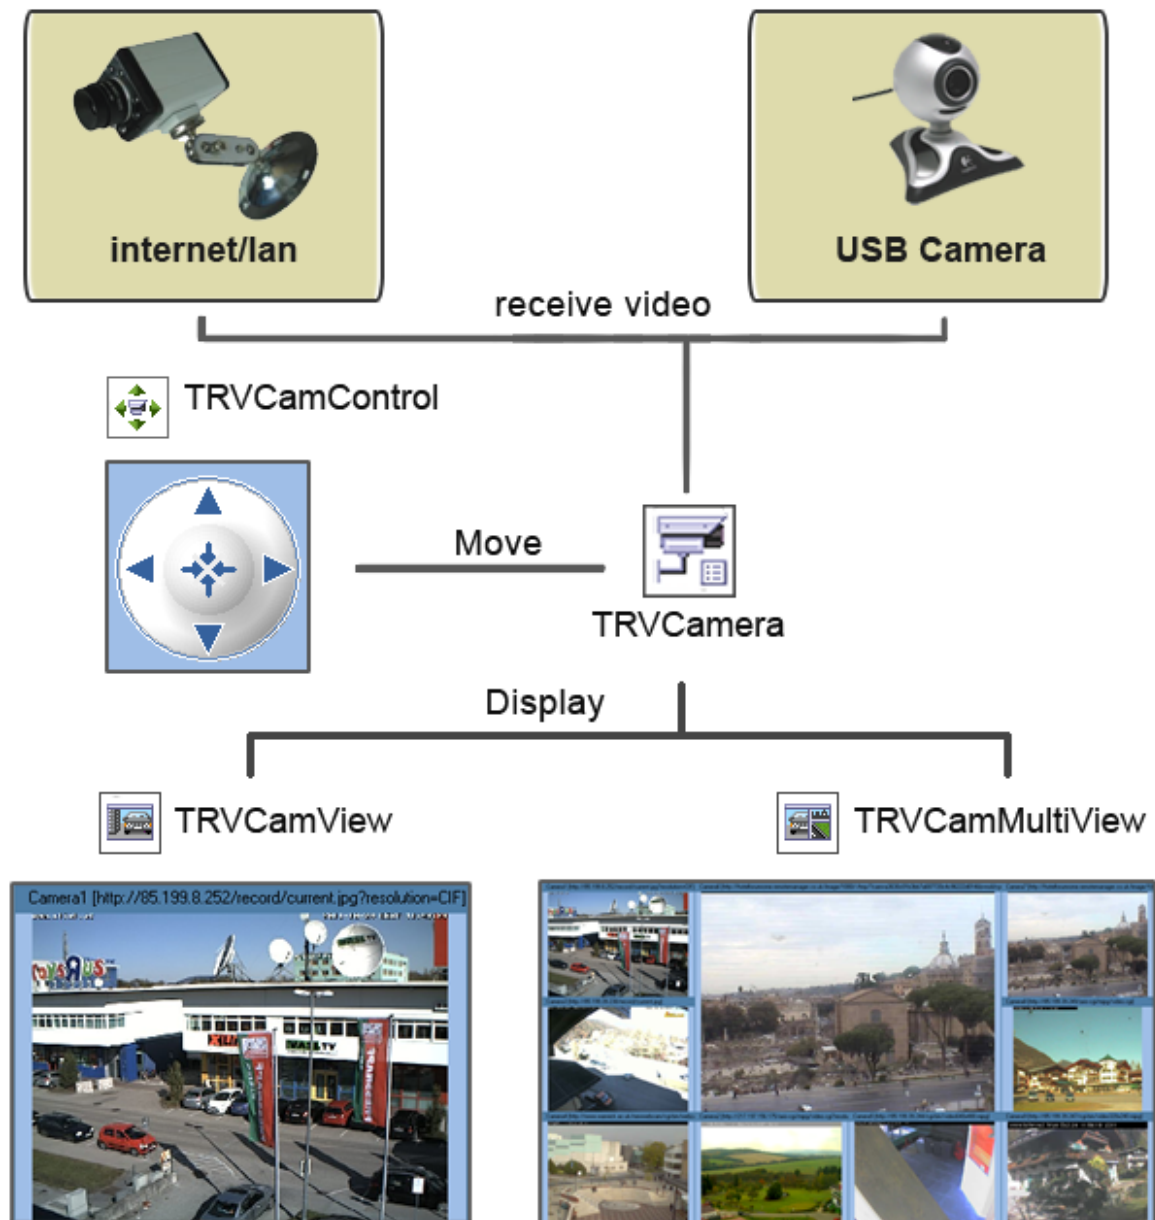 internet/lan
USB Camera
receive video
TRVCamControl
Move
TRVCamera
Display
TRVCamView
TRVCamMultiView
Camera1 [http://85.199.8.252/record/current.jpg?resolution=CIF]